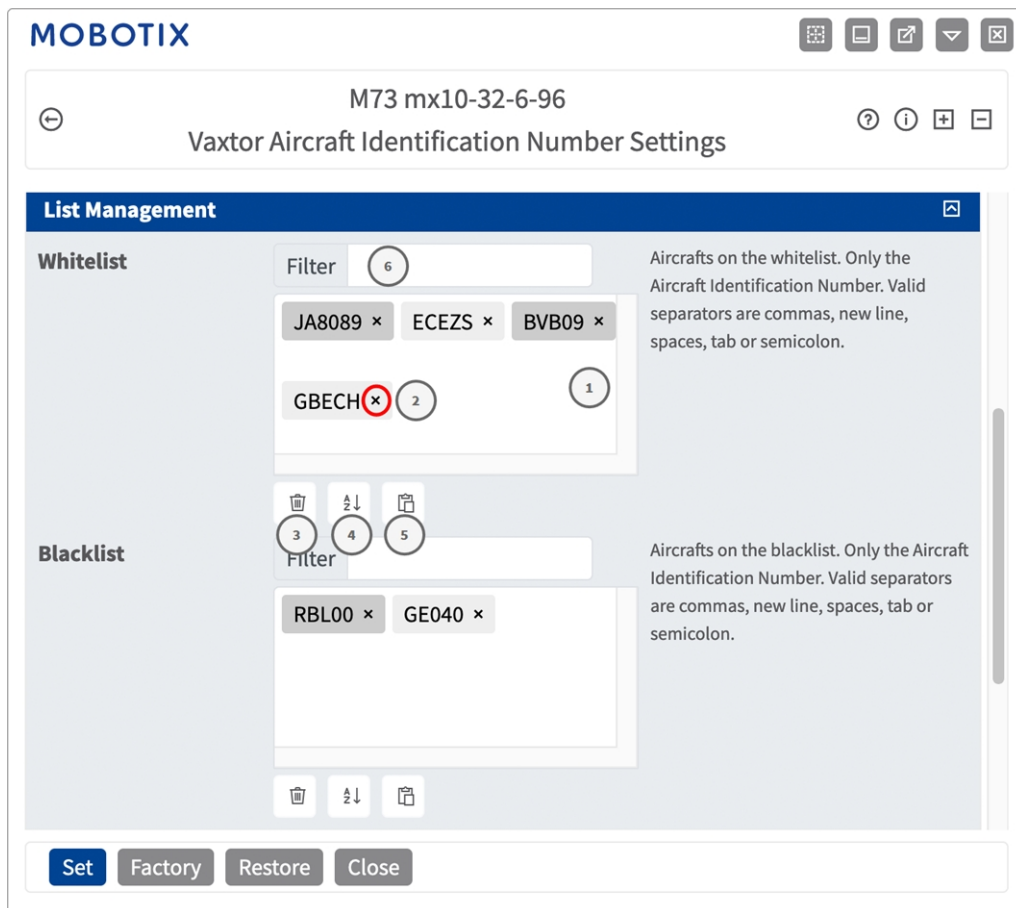 MOBOTIX
M73 mx10-32-6-96
Vaxtor Aircraft Identification Number Settings
List Management
Whitelist
Filter
6
Aircrafts on the whitelist. Only the
Aircraft Identification Number. Valid
separators are commas, new line,
spaces, tab or semicolon.
JA8089 × ECEZS × BVB09 ×
1
GBECH × 2
3 4 5
Blacklist
Filter
Aircrafts on the blacklist. Only the Aircraft
Identification Number. Valid separators
are commas, new line, spaces, tab or
semicolon.
RBL00 × GE040 ×
Set Factory Restore Close